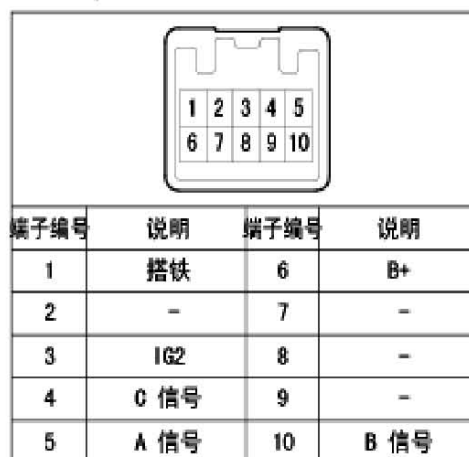 1 2 3 4 5
6 7 8 9 10
端子编号 说明 端子编号 说明
1 搭铁 6 B+
2 - 7 -
3 IG2 8 -
4 C 信号 9 -
5 A 信号 10 B 信号